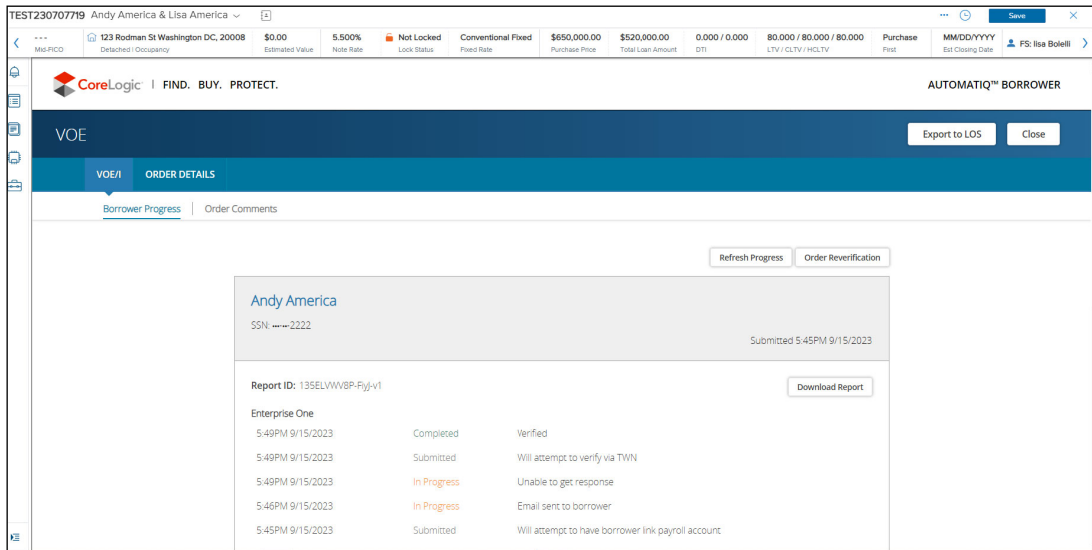 TEST230707719 Andy America & Lisa America
Save
---
Mid-FICO
123 Rodman St Washington DC, 20008
Detached | Occupancy
$0.00
Estimated Value
5.500%
Note Rate
Not Locked
Lock Status
Conventional Fixed
Fixed Rate
$650,000.00
Purchase Price
$520,000.00
Total Loan Amount
0.000 / 0.000
DTI
80.000 / 80.000 / 80.000
LTV / CLTV / HCLTV
Purchase
First
MM/DD/YYYY
Est Closing Date
FS: lisa Bolelli
CoreLogic | FIND. BUY. PROTECT.
AUTOMATIQ™ BORROWER
VOE
Export to LOS
Close
VOE/I
ORDER DETAILS
Borrower Progress | Order Comments
Refresh Progress
Order Reverification
Andy America
SSN: •••-••-2222
Submitted 5:45PM 9/15/2023
Report ID: 135ELVWV8P-FiyJ-v1
Download Report
Enterprise One
5:49PM 9/15/2023 Completed Verified
5:49PM 9/15/2023 Submitted Will attempt to verify via TWN
5:49PM 9/15/2023 In Progress Unable to get response
5:46PM 9/15/2023 In Progress Email sent to borrower
5:45PM 9/15/2023 Submitted Will attempt to have borrower link payroll account